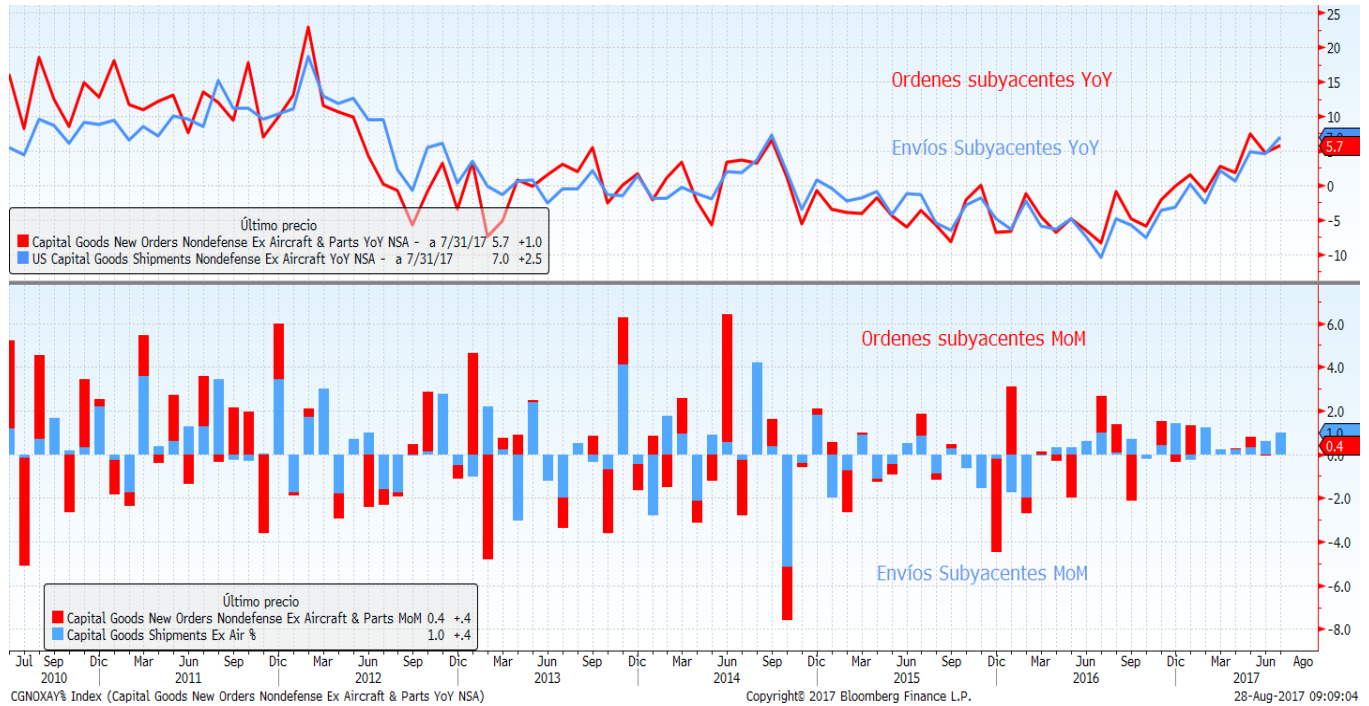 25
20
15
Ordenes subyacentes YoY
10
Envíos Subyacentes YoY
7.0
5.7
5
0
Último precio
Capital Goods New Orders Nondefense Ex Aircraft & Parts YoY NSA - a 7/31/17 5.7 +1.0
US Capital Goods Shipments Nondefense Ex Aircraft YoY NSA - a 7/31/17 7.0 +2.5
-5
-10
6.0
Ordenes subyacentes MoM
4.0
2.0
1.0
0.4
0.0
-2.0
-4.0
Envíos Subyacentes MoM
-6.0
Último precio
Capital Goods New Orders Nondefense Ex Aircraft & Parts MoM 0.4 +.4
Capital Goods Shipments Ex Air % 1.0 +.4
-8.0
Jul Sep Dic Mar Jun Sep Dic Mar Jun Sep Dic Mar Jun Sep Dic Mar Jun Sep Dic Mar Jun Sep Dic Mar Jun Sep Dic Mar Jun Ago
2010 2011 2012 2013 2014 2015 2016 2017
CGNOXAY% Index (Capital Goods New Orders Nondefense Ex Aircraft & Parts YoY NSA) Copyright© 2017 Bloomberg Finance L.P. 28-Aug-2017 09:09:04